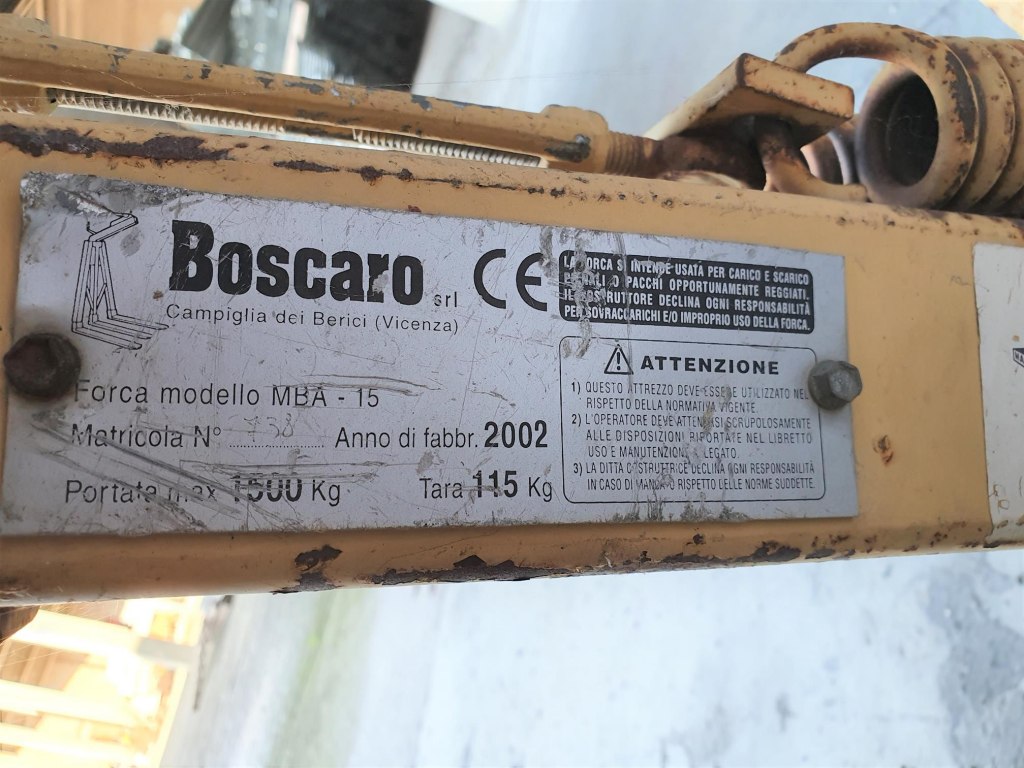 Boscaro srl
Campiglia dei Berici (Vicenza)
CE
LA FORCA SI INTENDE USATA PER CARICO E SCARICO
O PACCHI OPPORTUNAMENTE REGGIATI.
IL COSTRUTTORE DECLINA OGNI RESPONSABILITÀ
PER SOVRACCARICHI E/O IMPROPRIO USO DELLA FORCA.
Forca modello MBA - 15
Matricola N° 738 Anno di fabbr. 2002
Portata max 1500 Kg Tara 115 Kg
ATTENZIONE
1) QUESTO ATTREZZO DEVE ESSERE UTILIZZATO NEL
RISPETTO DELLA NORMATIVA VIGENTE.
2) L'OPERATORE DEVE ATTENERSI SCRUPOLOSAMENTE
ALLE DISPOSIZIONI RIPORTATE NEL LIBRETTO
USO E MANUTENZIONE ALLEGATO.
3) LA DITTA COSTRUTTRICE DECLINA OGNI RESPONSABILITÀ
IN CASO DI MANCATO RISPETTO DELLE NORME SUDDETTE.